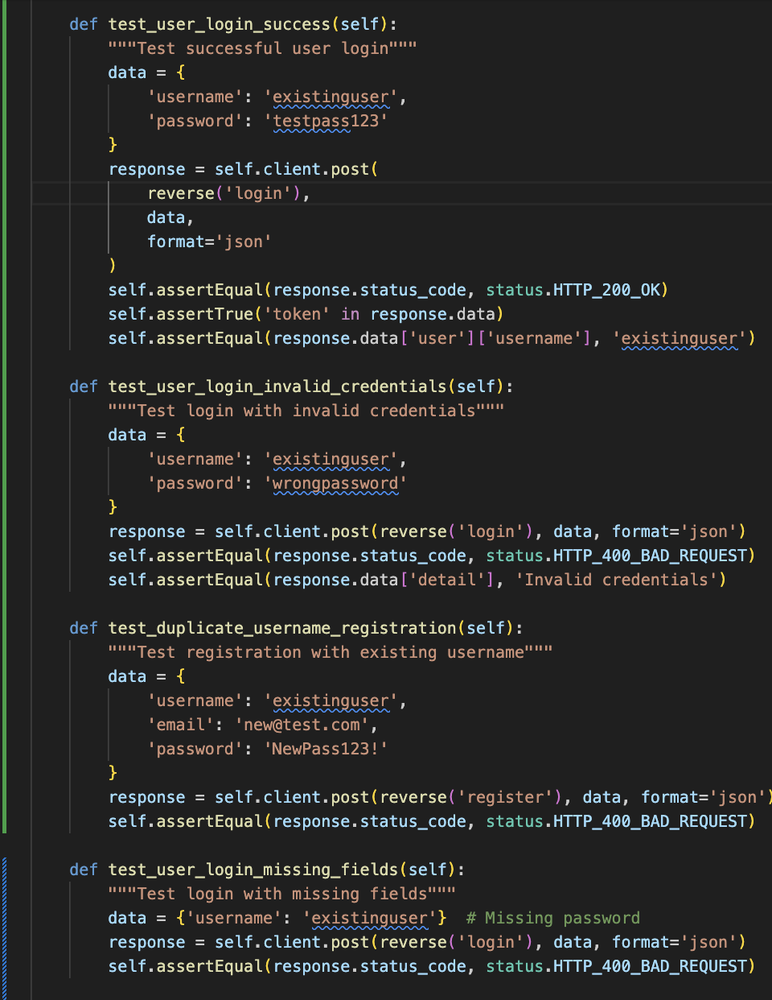 def test_user_login_success(self):
"""Test successful user login"""
data = {
'username': 'existinguser',
'password': 'testpass123'
}
response = self.client.post(
reverse('login'),
data,
format='json'
)
self.assertEqual(response.status_code, status.HTTP_200_OK)
self.assertTrue('token' in response.data)
self.assertEqual(response.data['user']['username'], 'existinguser')
def test_user_login_invalid_credentials(self):
"""Test login with invalid credentials"""
data = {
'username': 'existinguser',
'password': 'wrongpassword'
}
response = self.client.post(reverse('login'), data, format='json')
self.assertEqual(response.status_code, status.HTTP_400_BAD_REQUEST)
self.assertEqual(response.data['detail'], 'Invalid credentials')
def test_duplicate_username_registration(self):
"""Test registration with existing username"""
data = {
'username': 'existinguser',
'email': 'new@test.com',
'password': 'NewPass123!'
}
response = self.client.post(reverse('register'), data, format='json')
self.assertEqual(response.status_code, status.HTTP_400_BAD_REQUEST)
def test_user_login_missing_fields(self):
"""Test login with missing fields"""
data = {'username': 'existinguser'}  # Missing password
response = self.client.post(reverse('login'), data, format='json')
self.assertEqual(response.status_code, status.HTTP_400_BAD_REQUEST)